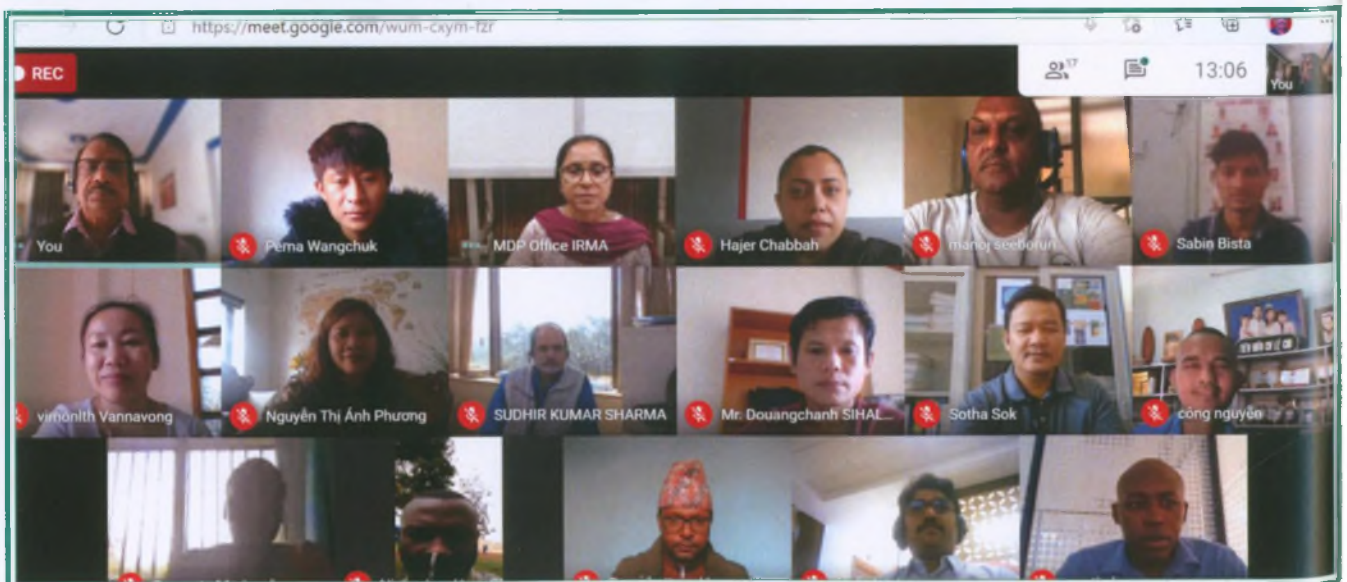 https://meet.google.com/wum-cxym-fzr
REC
17
13:06
You
You
Pema Wangchuk
MDP Office IRMA
Hajer Chabbah
manoj seeborun
Sabin Bista
vimonlth Vannavong
Nguyễn Thị Ánh Phương
SUDHIR KUMAR SHARMA
Mr. Douangchanh SIHAL...
Sotha Sok
công nguyễn